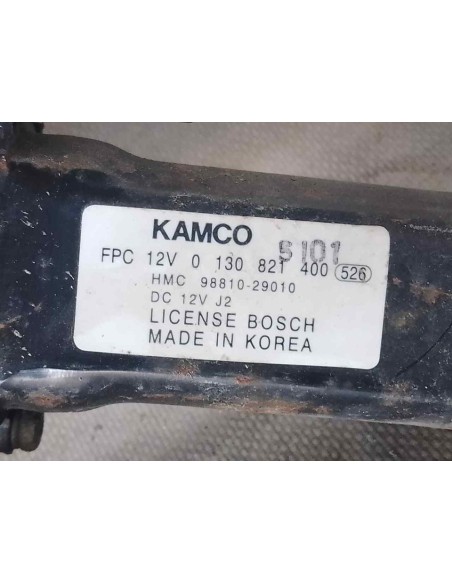 KAMCO 5101
FPC 12V 0 130 821 400 526
HMC 98810-29010
DC 12V J2
LICENSE BOSCH
MADE IN KOREA